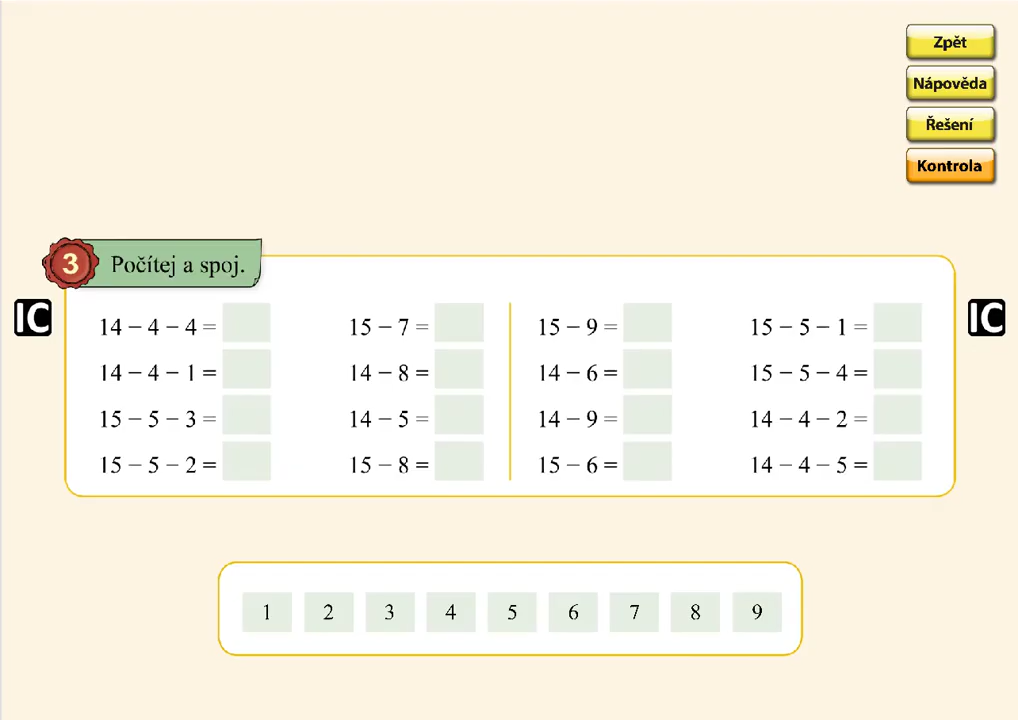 Zpět
Nápověda
Řešení
Kontrola
3 Počítej a spoj.
IC
IC
14 − 4 − 4 = 15 − 7 = 15 − 9 = 15 − 5 − 1 =
14 − 4 − 1 = 14 − 8 = 14 − 6 = 15 − 5 − 4 =
15 − 5 − 3 = 14 − 5 = 14 − 9 = 14 − 4 − 2 =
15 − 5 − 2 = 15 − 8 = 15 − 6 = 14 − 4 − 5 =
1 2 3 4 5 6 7 8 9